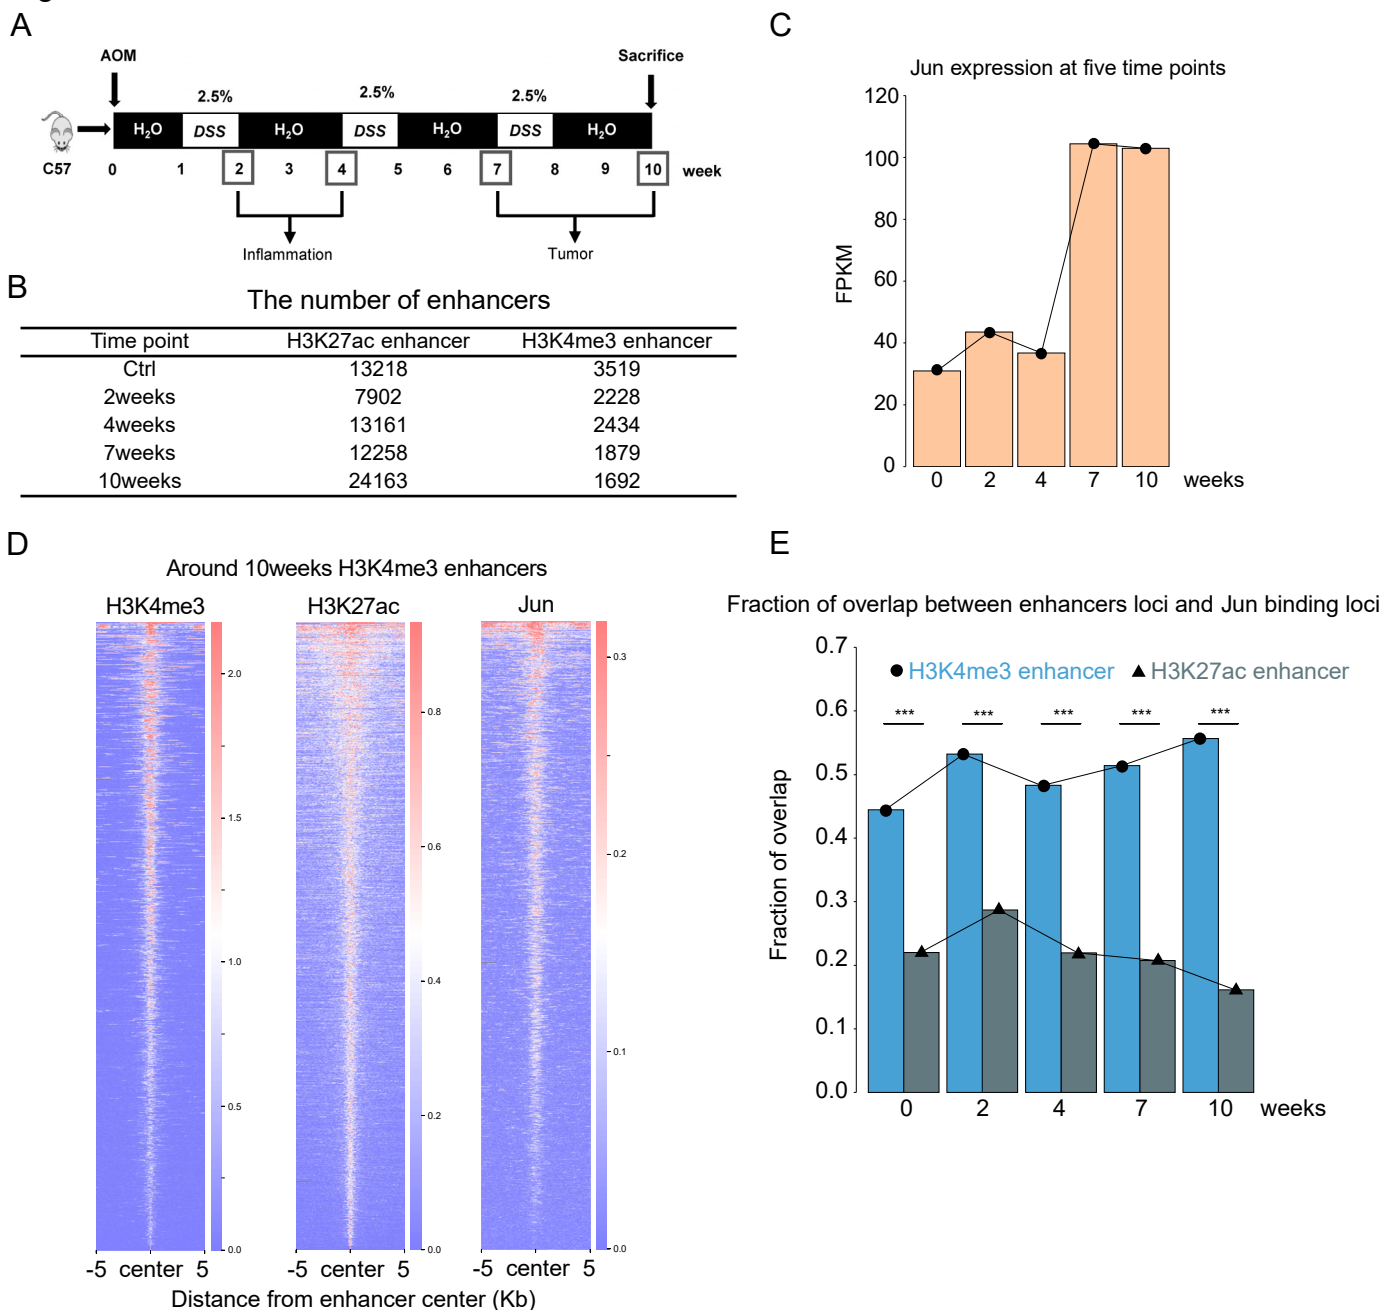 A
AOM
Sacrifice
2.5%
2.5%
2.5%
H2O
DSS
H2O
DSS
H2O
DSS
H2O
C57
0
1
2
3
4
5
6
7
8
9
10
week
Inflammation
Tumor
B
The number of enhancers
Time point H3K27ac enhancer H3K4me3 enhancer
Ctrl 13218 3519
2weeks 7902 2228
4weeks 13161 2434
7weeks 12258 1879
10weeks 24163 1692
C
Jun expression at five time points
FPKM
120
100
80
60
40
20
0
0 2 4 7 10 weeks
D
Around 10weeks H3K4me3 enhancers
H3K4me3
H3K27ac
Jun
2.0
1.5
1.0
0.5
0.0
0.8
0.6
0.4
0.2
0.0
0.3
0.2
0.1
0.0
-5 center 5
-5 center 5
-5 center 5
Distance from enhancer center (Kb)
E
Fraction of overlap between enhancers loci and Jun binding loci
H3K4me3 enhancer H3K27ac enhancer
*** *** *** *** ***
Fraction of overlap
0.7
0.6
0.5
0.4
0.3
0.2
0.1
0.0
0 2 4 7 10 weeks